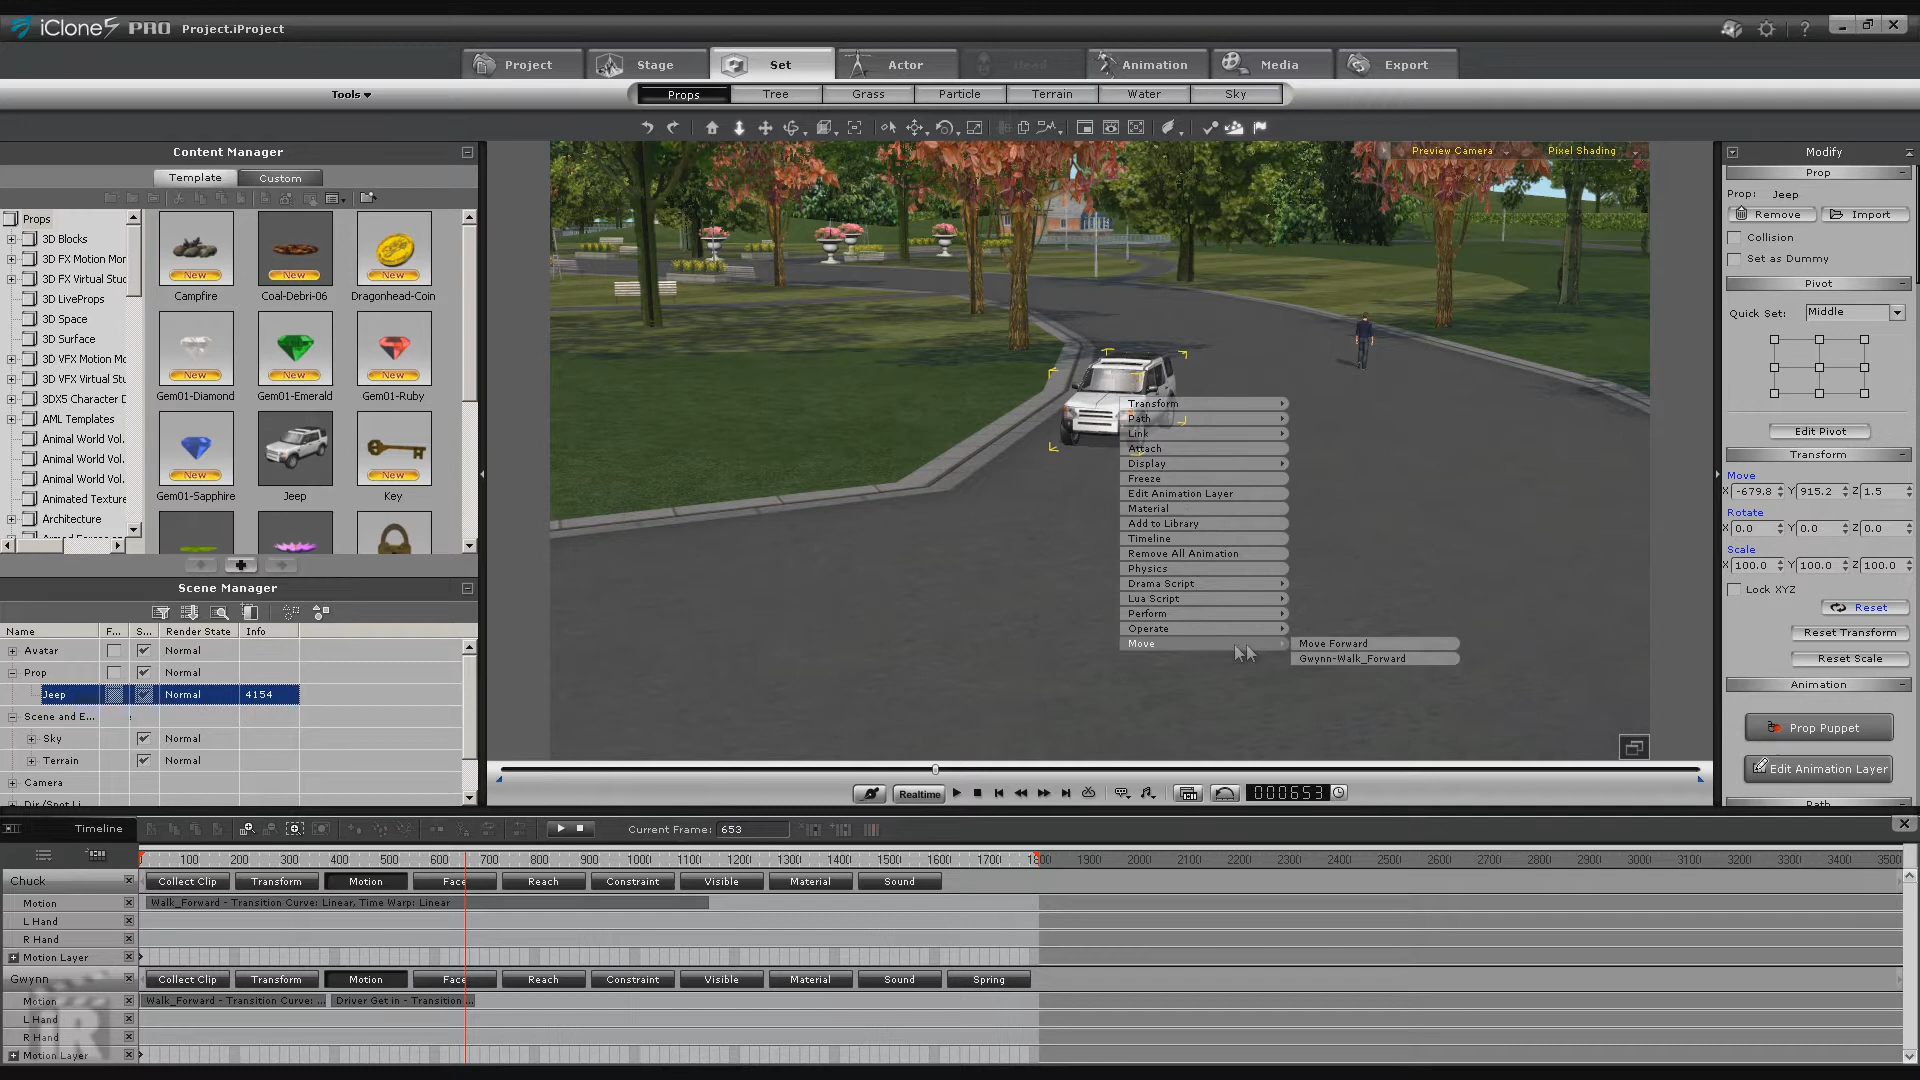 iClone5 PRO Project.iProject
Project Stage Set Actor Head Animation Media Export
Tools
Props Tree Grass Particle Terrain Water Sky
Content Manager
Template Custom
Props
3D Blocks
3D FX Motion Mor
3D FX Virtual Stuc
3D LiveProps
3D Space
3D Surface
3D VFX Motion Mo
3D VFX Virtual Stu
3DX5 Character D
AML Templates
Animal World Vol.
Animal World Vol.
Animal World Vol.
Animated Texture
Architecture
New New New
Campfire Coal-Debri-06 Dragonhead-Coin
New New New
Gem01-Diamond Gem01-Emerald Gem01-Ruby
New New
Gem01-Sapphire Jeep Key
Scene Manager
Name F... S... Render State Info
Avatar Normal
Prop Normal
Jeep Normal 4154
Scene and E...
Sky Normal
Terrain Normal
Camera
Dir/Spot Li
Preview Camera Pixel Shading
Transform
Path
Link
Attach
Display
Freeze
Edit Animation Layer
Material
Add to Library
Timeline
Remove All Animation
Physics
Drama Script
Lua Script
Perform
Operate
Move
Move Forward
Gwynn-Walk_Forward
Realtime 000653
Modify
Prop
Prop: Jeep
Remove Import
Collision
Set as Dummy
Pivot
Quick Set: Middle
Edit Pivot
Transform
Move
X -679.8 Y 915.2 Z 1.5
Rotate
X 0.0 Y 0.0 Z 0.0
Scale
X 100.0 Y 100.0 Z 100.0
Lock XYZ
Reset
Reset Transform
Reset Scale
Animation
Prop Puppet
Edit Animation Layer
Path
Timeline Current Frame: 653
100 200 300 400 500 600 700 800 900 1000 1100 1200 1300 1400 1500 1600 1700 1800 1900 2000 2100 2200 2300 2400 2500 2600 2700 2800 2900 3000 3100 3200 3300 3400 3500
Chuck Collect Clip Transform Motion Face Reach Constraint Visible Material Sound
Motion Walk_Forward - Transition Curve: Linear, Time Warp: Linear
L Hand
R Hand
Motion Layer
Gwynn Collect Clip Transform Motion Face Reach Constraint Visible Material Sound Spring
Motion Walk_Forward - Transition Curve: ... Driver Get in - Transition ...
L Hand
R Hand
Motion Layer
iR